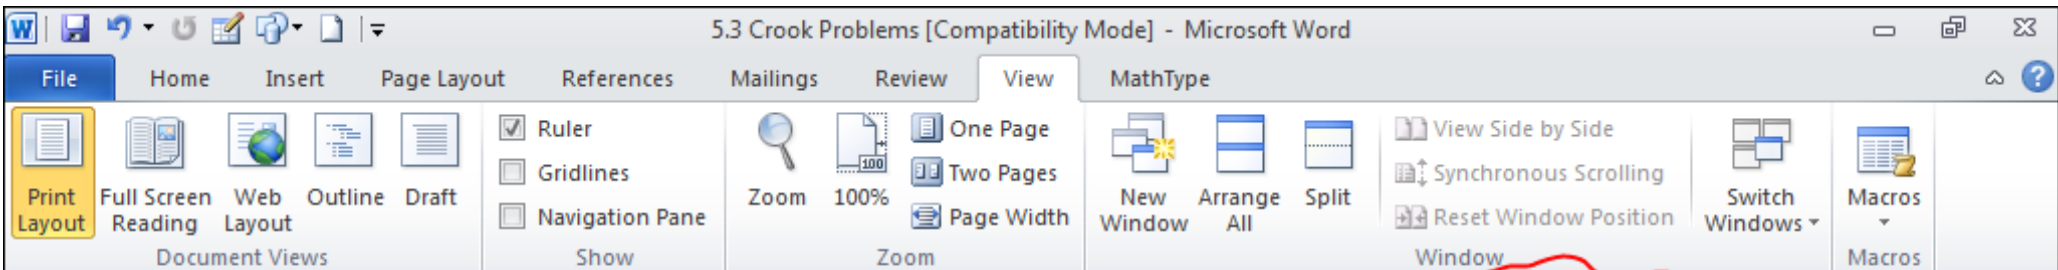 5.3 Crook Problems [Compatibility Mode] - Microsoft Word
File Home Insert Page Layout References Mailings Review View MathType
Print Layout Full Screen Reading Web Layout Outline Draft
Document Views
Ruler
Gridlines
Navigation Pane
Show
Zoom 100%
One Page
Two Pages
Page Width
Zoom
New Window Arrange All Split
View Side by Side
Synchronous Scrolling
Reset Window Position
Switch Windows
Window
Macros
Macros